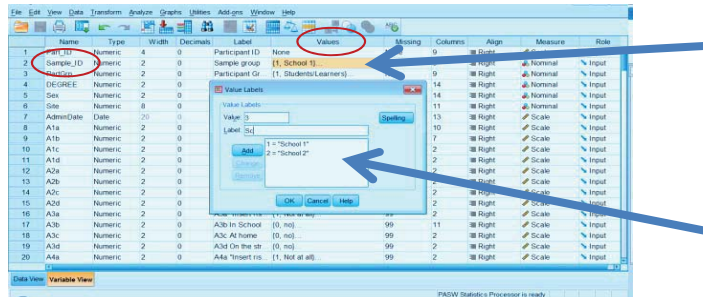 File Edit View Data Transform Analyze Graphs Utilities Add-ons Window Help
Name Type Width Decimals Label Values Missing Columns Align Measure Role
1 Part_ID Numeric 4 0 Participant ID None 9 Right Scale Input
2 Sample_ID Numeric 2 0 Sample group {1, School 1}... Right Nominal Input
3 PartGrp Numeric 2 0 Participant Gr... {1, Students/Learners}... 9 Right Nominal Input
4 DEGREE Numeric 2 0 14 Right Nominal Input
5 Sex Numeric 2 0 14 Right Nominal Input
6 Site Numeric 8 0 11 Right Nominal Input
7 AdminDate Date 20 0 13 Right Scale Input
8 A1a Numeric 2 0 10 Right Scale Input
9 A1b Numeric 2 0 7 Right Scale Input
10 A1c Numeric 2 0 2 Right Scale Input
11 A1d Numeric 2 0 2 Right Scale Input
12 A2a Numeric 2 0 2 Right Scale Input
13 A2b Numeric 2 0 2 Right Scale Input
14 A2c Numeric 2 0 2 Right Scale Input
15 A2d Numeric 2 0 2 Right Scale Input
16 A3a Numeric 2 0 {1, Not at all}... 99 2 Right Scale Input
17 A3b Numeric 2 0 A3b In School {0, no}... 99 11 Right Scale Input
18 A3c Numeric 2 0 A3c At home {0, no}... 99 2 Right Scale Input
19 A3d Numeric 2 0 A3d On the str... {0, no}... 99 2 Right Scale Input
20 A4a Numeric 2 0 A4a "Insert ris... {1, Not at all}... 99 2 Right Scale Input
Value Labels
Value Labels
Value: 3
Spelling...
Label: Sc
Add
Change
Remove
1 = "School 1"
2 = "School 2"
OK Cancel Help
Data View Variable View
PASW Statistics Processor is ready